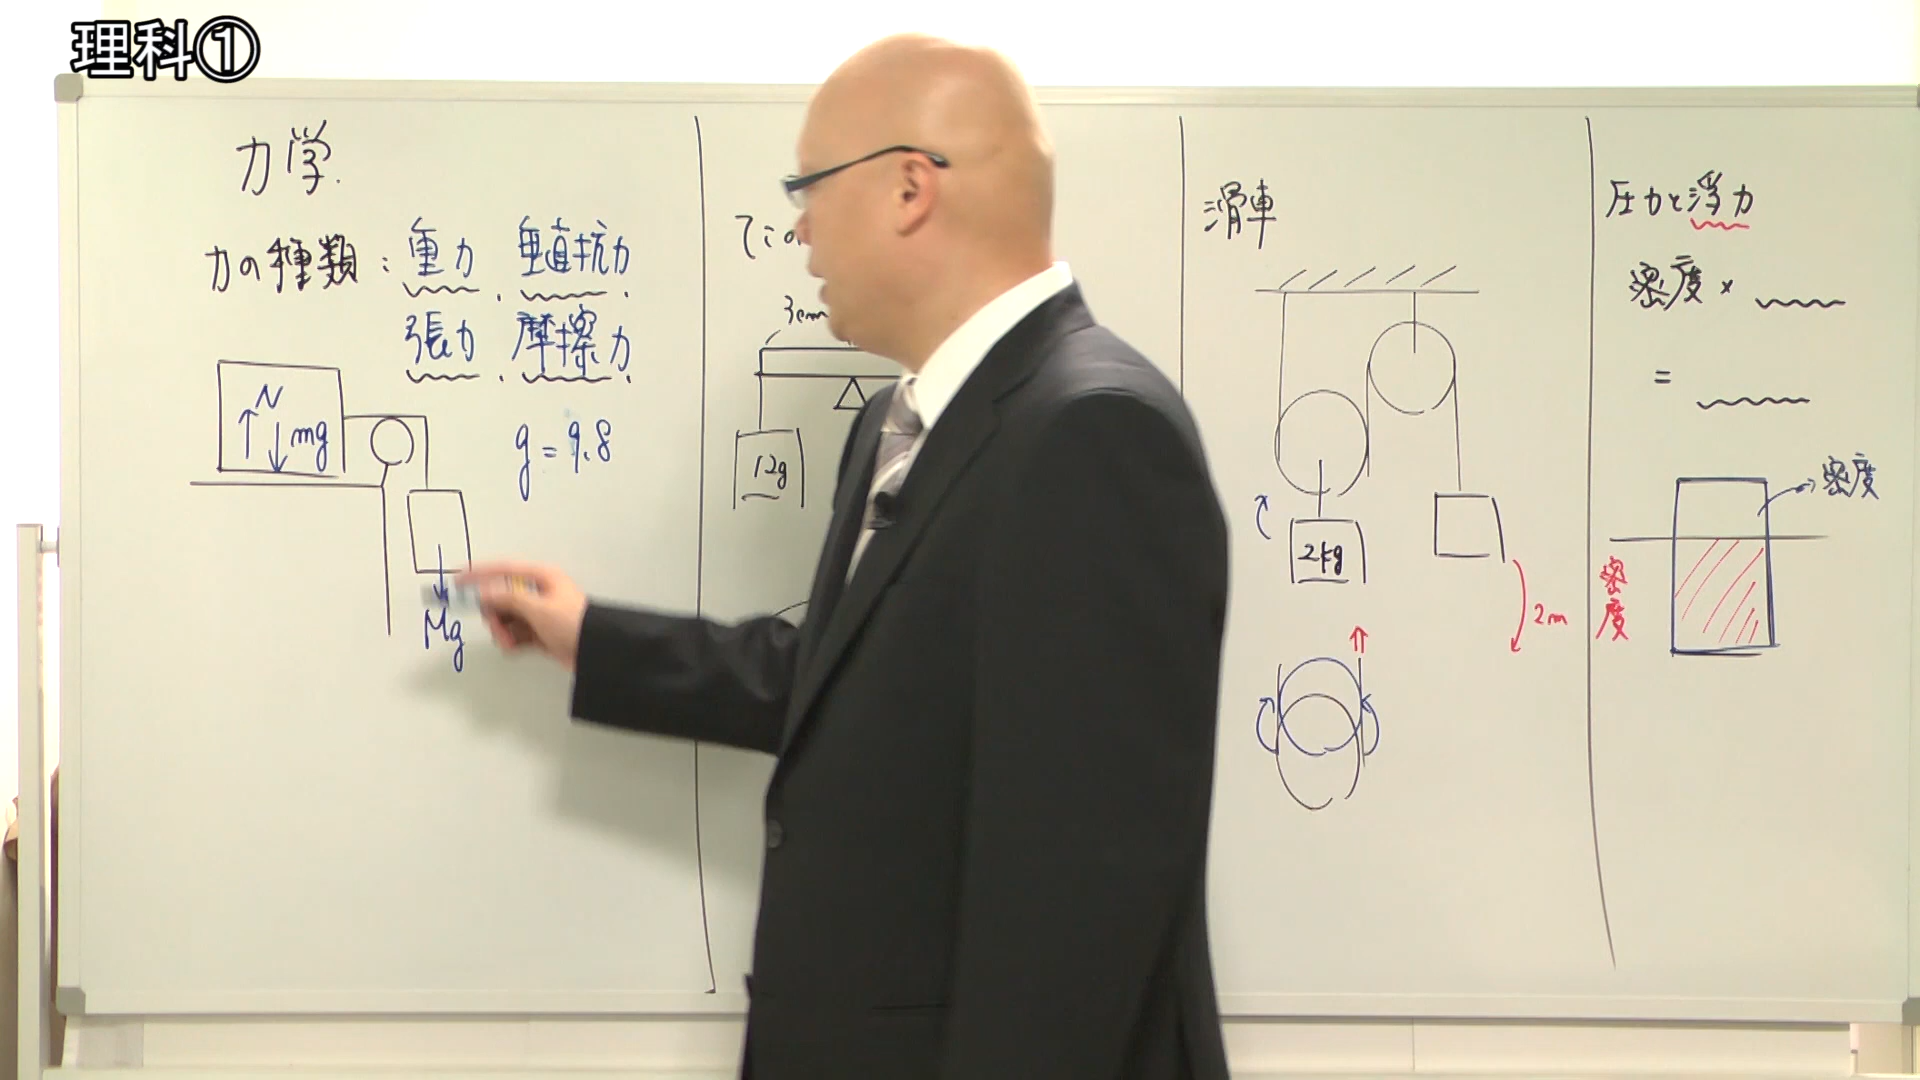 理科①
力学.
力の種類：重力、垂直抗力、
張力、摩擦力、
N
mg
g=9.8
Mg
てこの
3cm
12g
滑車
2kg
2m
圧力と浮力
密度×
=
密度
密度